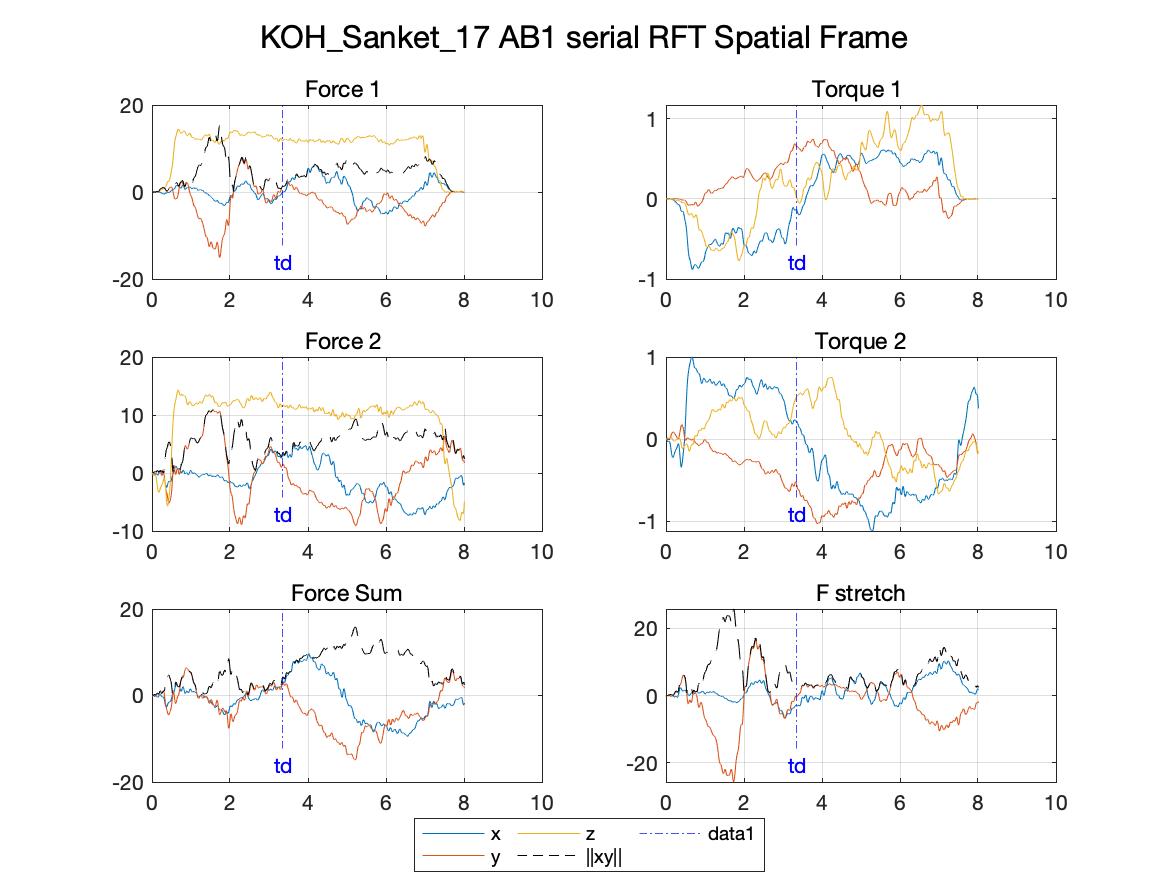 KOH_Sanket_17 AB1 serial RFT Spatial Frame
Force 1
20
0
-20
td
0 2 4 6 8 10
Torque 1
1
0
-1
td
0 2 4 6 8 10
Force 2
20
10
0
-10
td
0 2 4 6 8 10
Torque 2
1
0
-1
td
0 2 4 6 8 10
Force Sum
20
0
-20
td
0 2 4 6 8 10
F stretch
20
0
-20
td
0 2 4 6 8 10
x z data1
y ||xy||